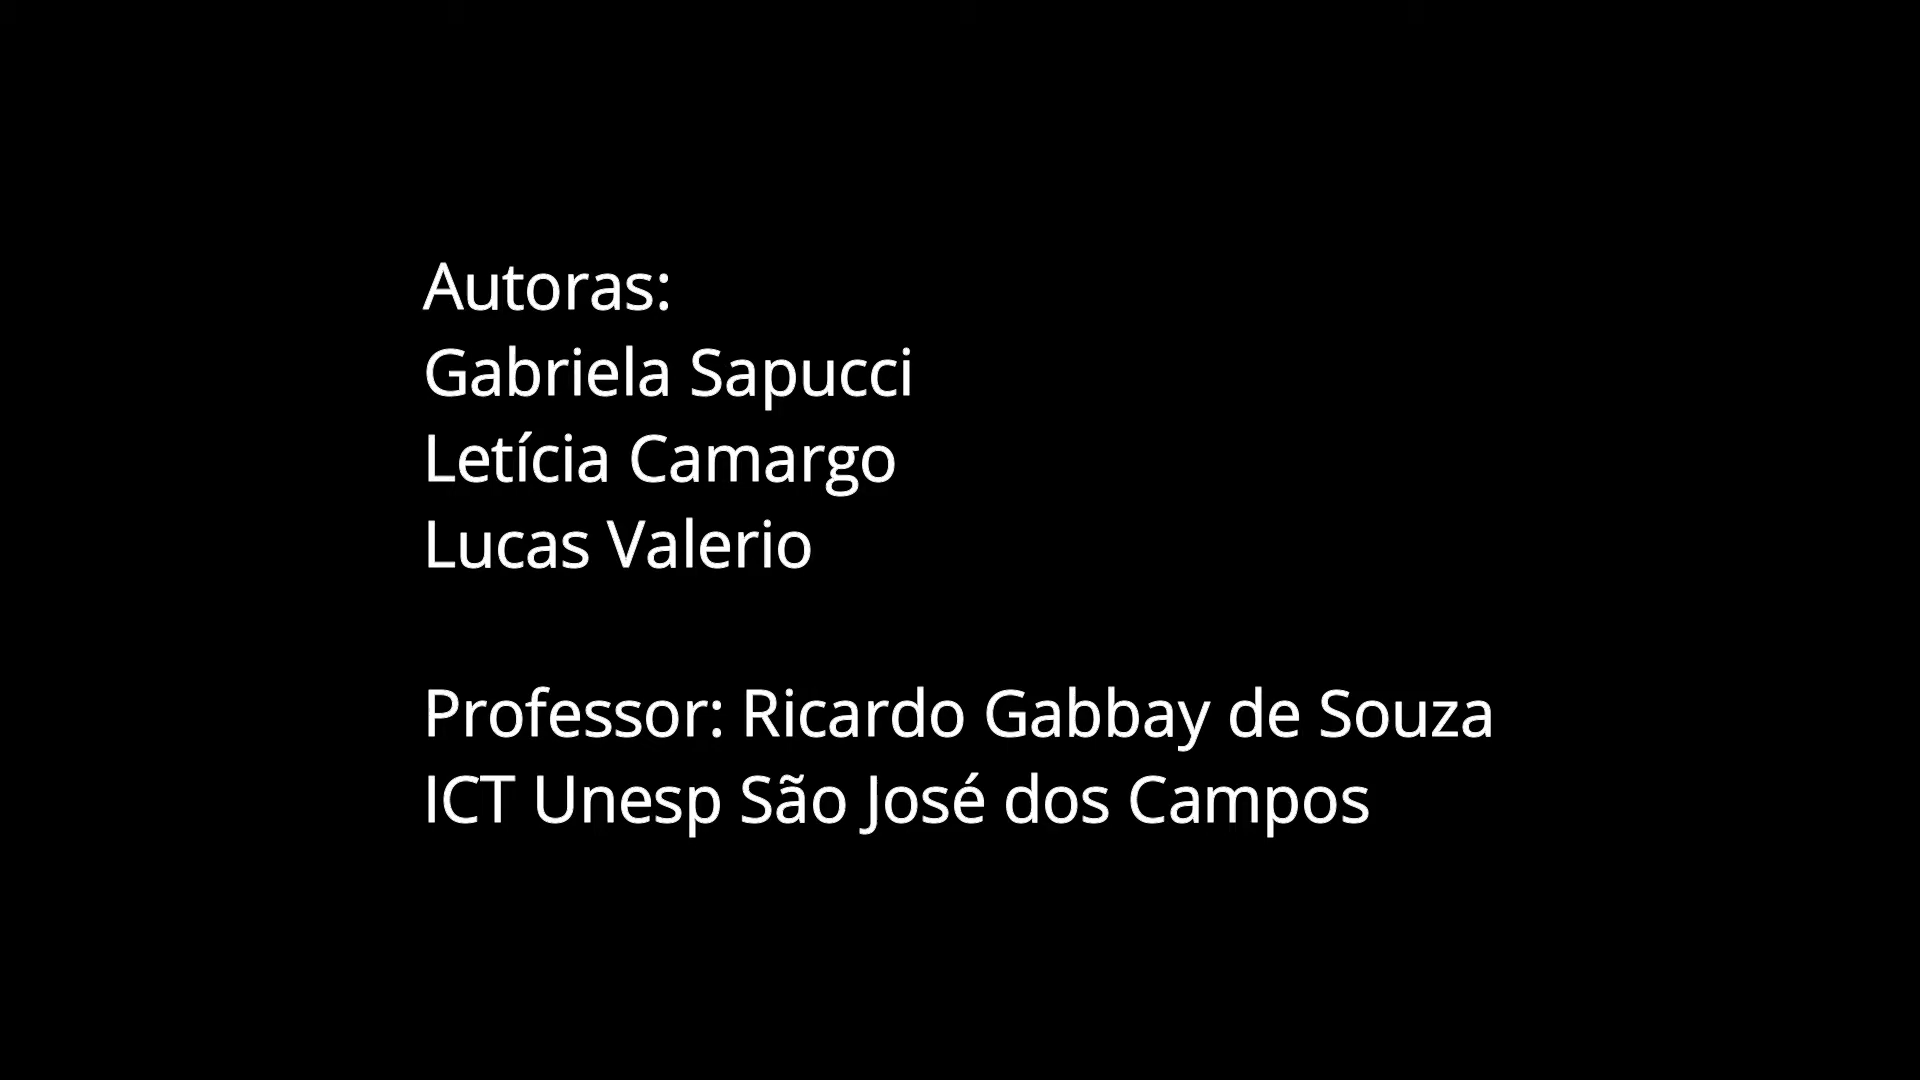 Autoras:
Gabriela Sapucci
Letícia Camargo
Lucas Valerio
Professor: Ricardo Gabbay de Souza
ICT Unesp São José dos Campos